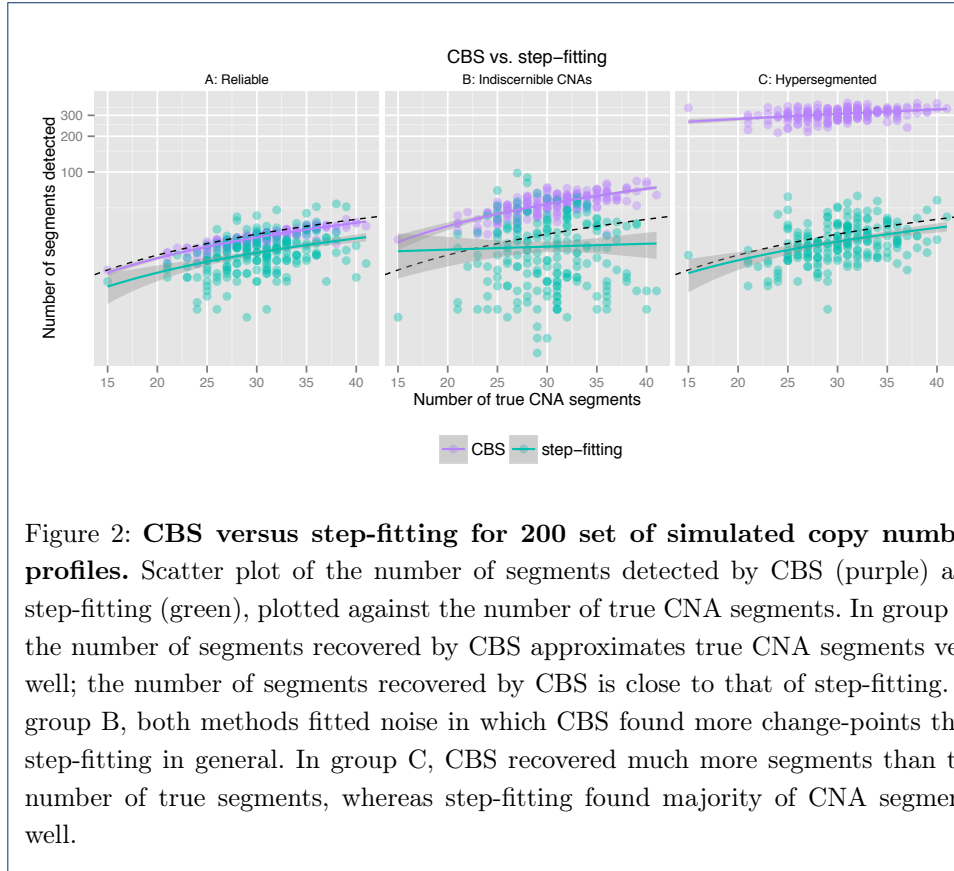 CBS vs. step-fitting
A: Reliable
B: Indiscernible CNAs
C: Hypersegmented
Number of segments detected
300
200
100
15 20 25 30 35 40 15 20 25 30 35 40 15 20 25 30 35 40
Number of true CNA segments
CBS step-fitting
Figure 2: CBS versus step-fitting for 200 set of simulated copy numb
profiles. Scatter plot of the number of segments detected by CBS (purple) a
step-fitting (green), plotted against the number of true CNA segments. In group
the number of segments recovered by CBS approximates true CNA segments ve
well; the number of segments recovered by CBS is close to that of step-fitting.
group B, both methods fitted noise in which CBS found more change-points th
step-fitting in general. In group C, CBS recovered much more segments than t
number of true segments, whereas step-fitting found majority of CNA segmen
well.